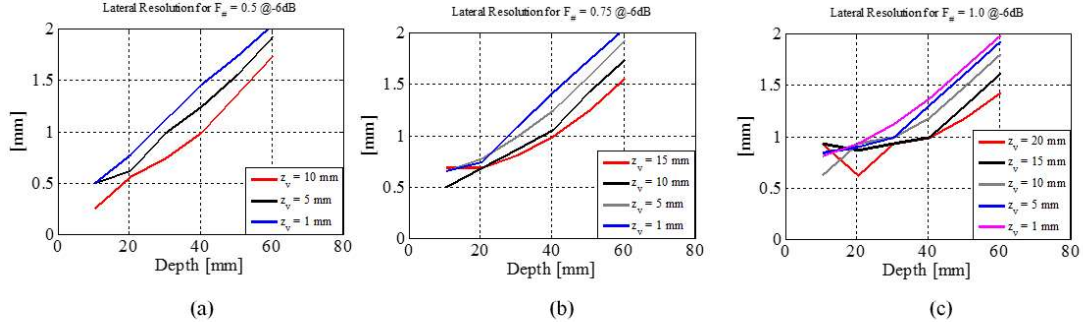 Lateral Resolution for F# = 0.5 @-6dB
2
1.5
1
0.5
0
[mm]
0 20 40 60 80
Depth [mm]
z_v = 10 mm
z_v = 5 mm
z_v = 1 mm
(a)
Lateral Resolution for F# = 0.75 @-6dB
2
1.5
1
0.5
0
[mm]
0 20 40 60 80
Depth [mm]
z_v = 15 mm
z_v = 10 mm
z_v = 5 mm
z_v = 1 mm
(b)
Lateral Resolution for F# = 1.0 @-6dB
2
1.5
1
0.5
0
[mm]
0 20 40 60 80
Depth [mm]
z_v = 20 mm
z_v = 15 mm
z_v = 10 mm
z_v = 5 mm
z_v = 1 mm
(c)